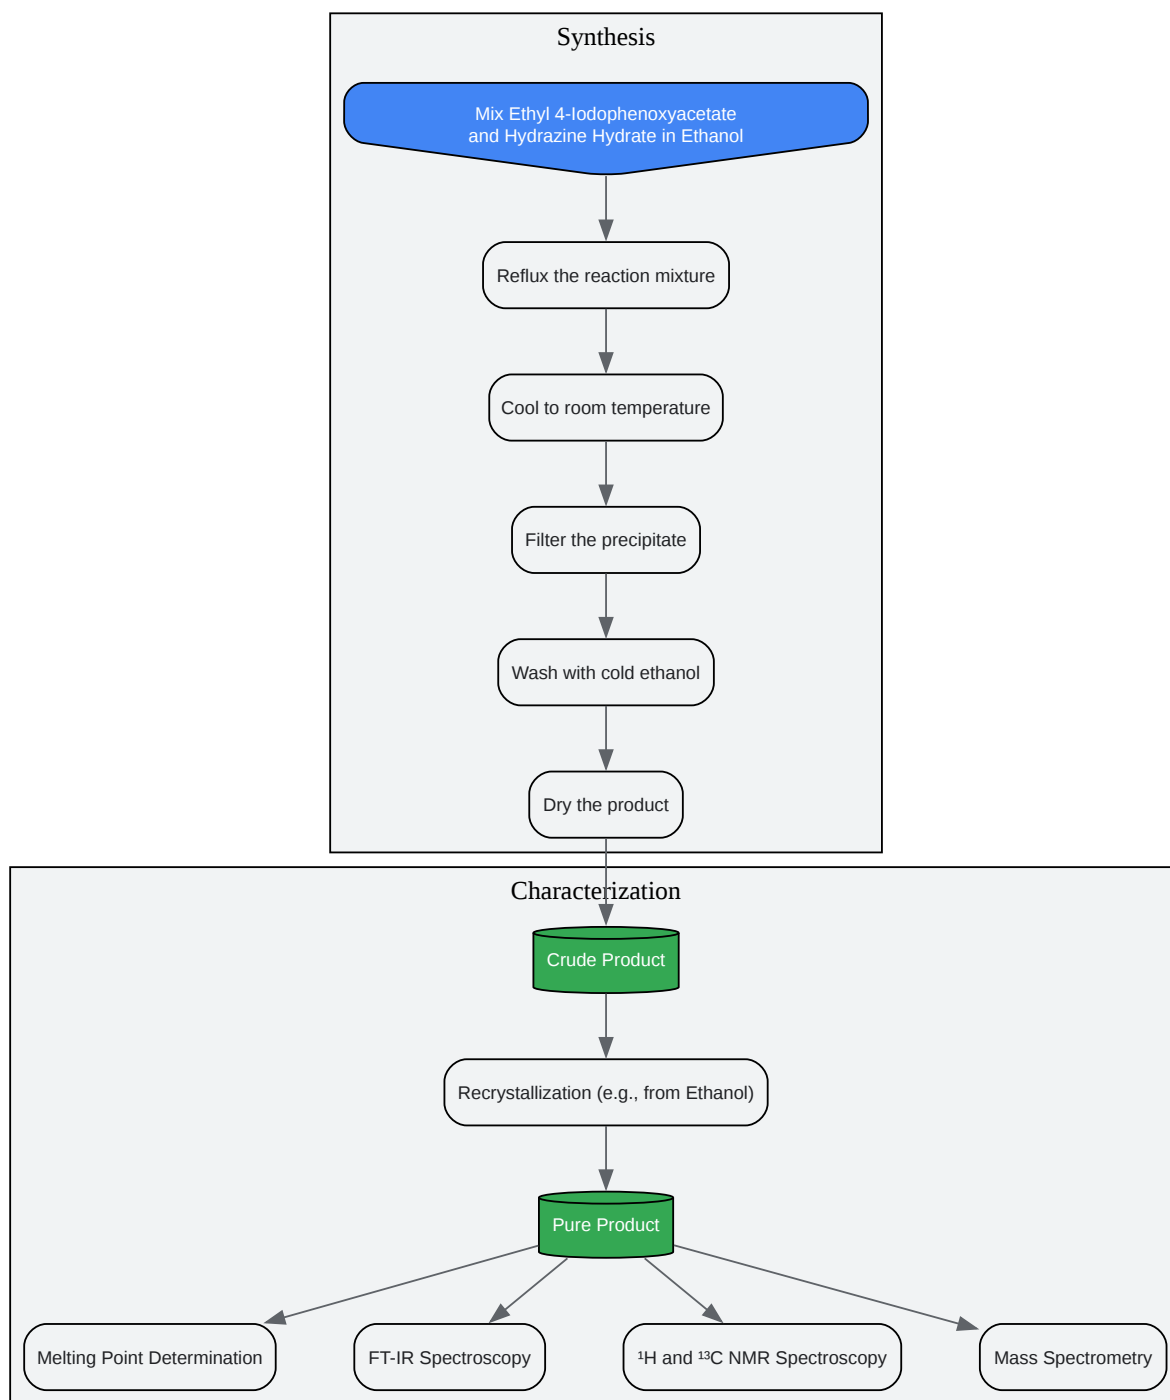 Synthesis
Mix Ethyl 4-Iodophenoxyacetate
and Hydrazine Hydrate in Ethanol
Reflux the reaction mixture
Cool to room temperature
Filter the precipitate
Wash with cold ethanol
Dry the product
Characterization
Crude Product
Recrystallization (e.g., from Ethanol)
Pure Product
Melting Point Determination
FT-IR Spectroscopy
¹H and ¹³C NMR Spectroscopy
Mass Spectrometry